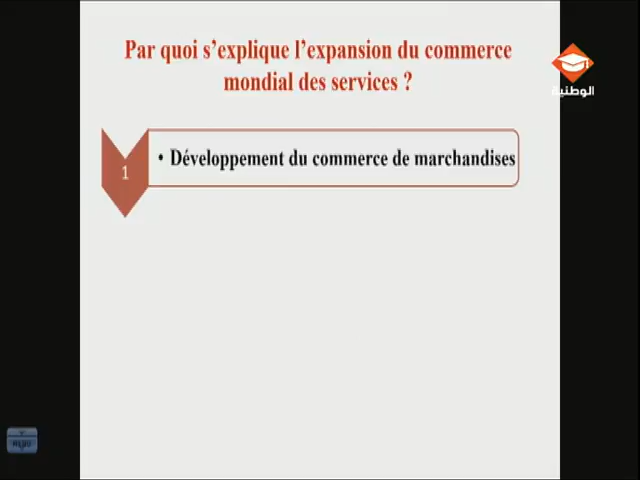 Par quoi s’explique l’expansion du commerce
mondial des services ?
الوطنية
1
• Développement du commerce de marchandises